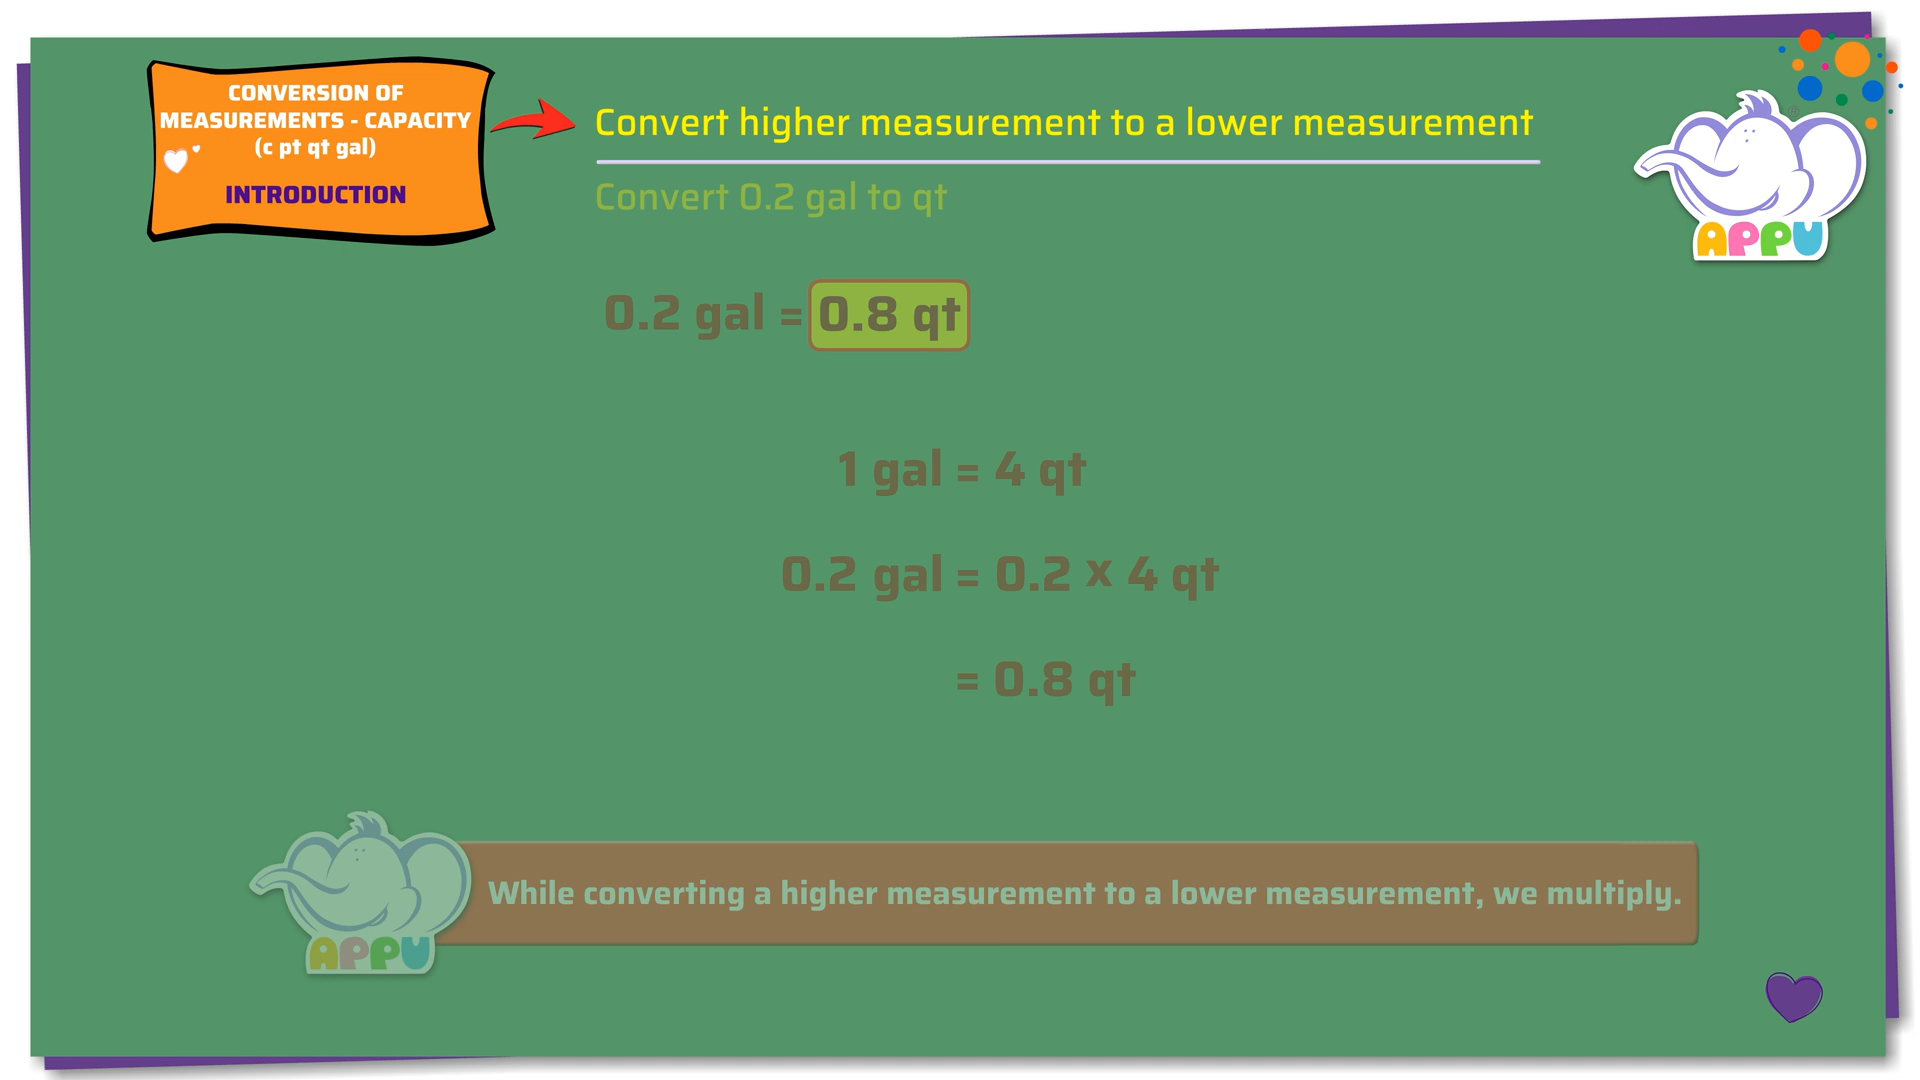 CONVERSION OF
MEASUREMENTS - CAPACITY
(c pt qt gal)
INTRODUCTION
Convert higher measurement to a lower measurement
Convert 0.2 gal to qt
APPU
0.2 gal = 0.8 qt
1 gal = 4 qt
0.2 gal = 0.2 x 4 qt
= 0.8 qt
While converting a higher measurement to a lower measurement, we multiply.
APPU